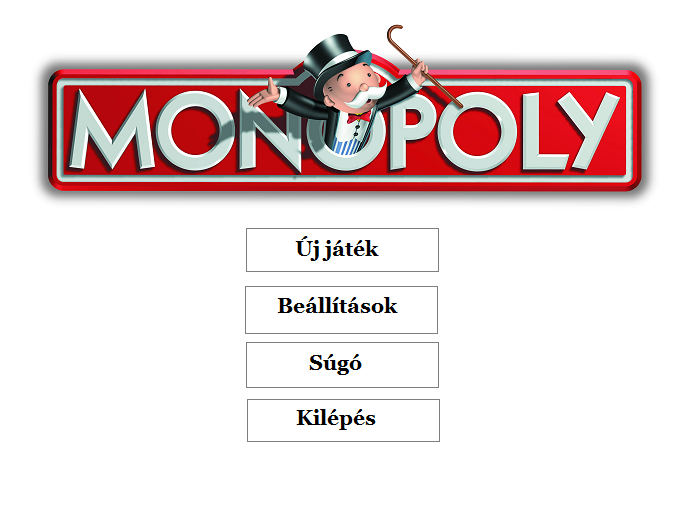 MONOPOLY
Új játék
Beállítások
Súgó
Kilépés